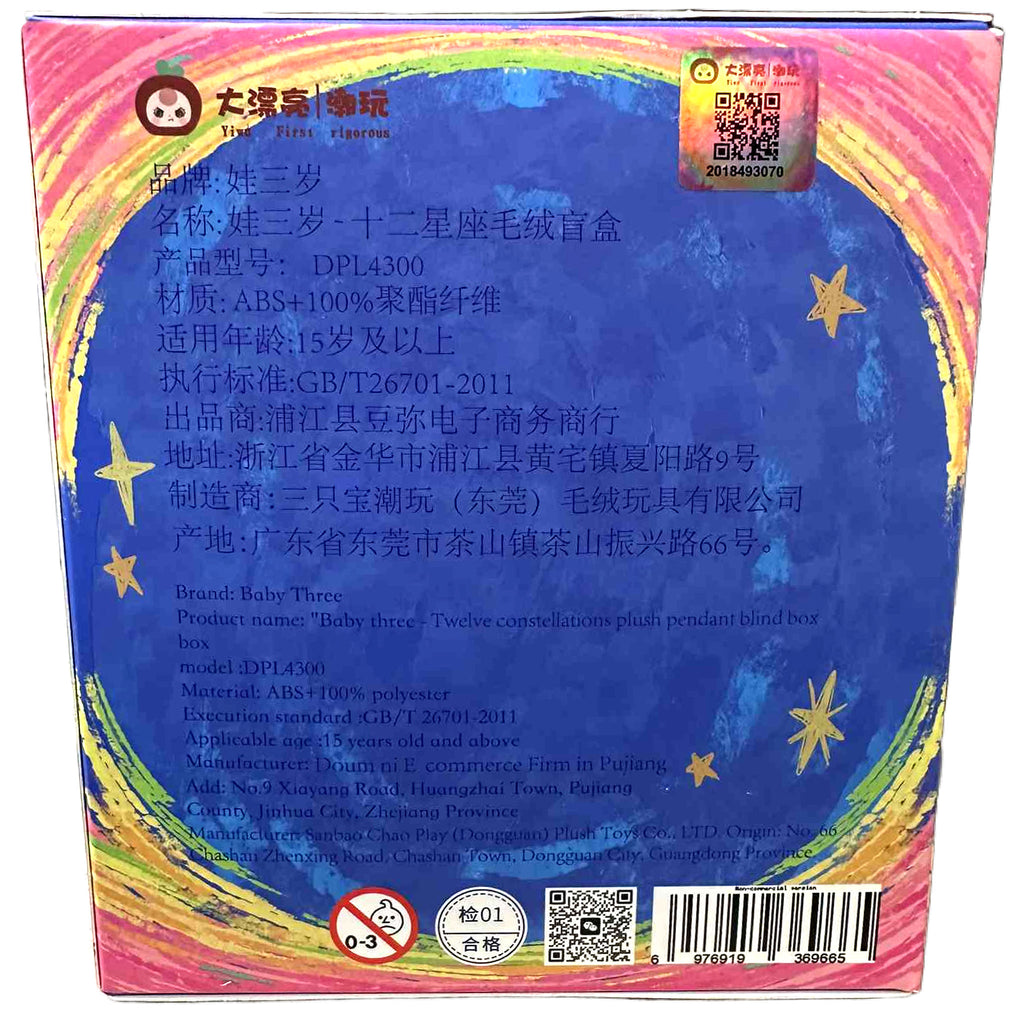 大漂亮|潮玩
Yiwo First rigorous
大漂亮|潮玩
Yiwo First rigorous
2018493070
品牌:娃三岁
名称:娃三岁-十二星座毛绒盲盒
产品型号: DPL4300
材质:ABS+100%聚酯纤维
适用年龄:15岁及以上
执行标准:GB/T26701-2011
出品商:浦江县豆弥电子商务商行
地址:浙江省金华市浦江县黄宅镇夏阳路9号
制造商:三只宝潮玩（东莞）毛绒玩具有限公司
产地:广东省东莞市茶山镇茶山振兴路66号。
Brand: Baby Three
Product name: "Baby three-Twelve constellations plush pendant blind box
box
model :DPL4300
Material: ABS+100% polyester
Execution standard :GB/T 26701-2011
Applicable age :15 years old and above
Manufacturer: Doum ni E commerce Firm in Pujiang
Add: No.9 Xiayang Road, Huangzhai Town, Pujiang
County, Jinhua City, Zhejiang Province
Manufacturer: Sanbao Chao Play (Dongguan) Plush Toys Co., LTD. Origin: No. 66
Chashan Zhenxing Road, Chashan Town, Dongguan City, Guangdong Province
0-3
检01
合格
Non-commercial version
6 976919 369665